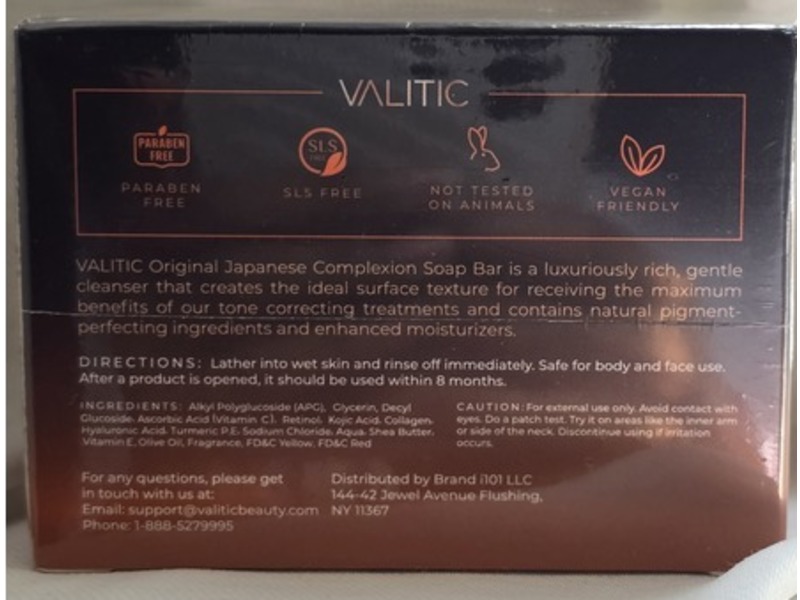 VALITIC
PARABEN
FREE
SLS
FREE
PARABEN
FREE
SLS FREE
NOT TESTED
ON ANIMALS
VEGAN
FRIENDLY
VALITIC Original Japanese Complexion Soap Bar is a luxuriously rich, gentle
cleanser that creates the ideal surface texture for receiving the maximum
benefits of our tone correcting treatments and contains natural pigment-
perfecting ingredients and enhanced moisturizers.
DIRECTIONS: Lather into wet skin and rinse off immediately. Safe for body and face use.
After a product is opened, it should be used within 8 months.
INGREDIENTS: Alkyl Polyglucoside (APG), Glycerin, Decyl
Glucoside. Ascorbic Acid (Vitamin C). Retinol. Kojic Acid. Collagen.
Hyaluronic Acid. Turmeric P.E. Sodium Chloride. Aqua. Shea Butter.
Vitamin E, Olive Oil, Fragrance, FD&C Yellow, FD&C Red
CAUTION: For external use only. Avoid contact with
eyes. Do a patch test. Try it on areas like the inner arm
or side of the neck. Discontinue using if irritation
occurs.
For any questions, please get
in touch with us at:
Email: support@valiticbeauty.com
Phone: 1-888-5279995
Distributed by Brand i101 LLC
144-42 Jewel Avenue Flushing,
NY 11367